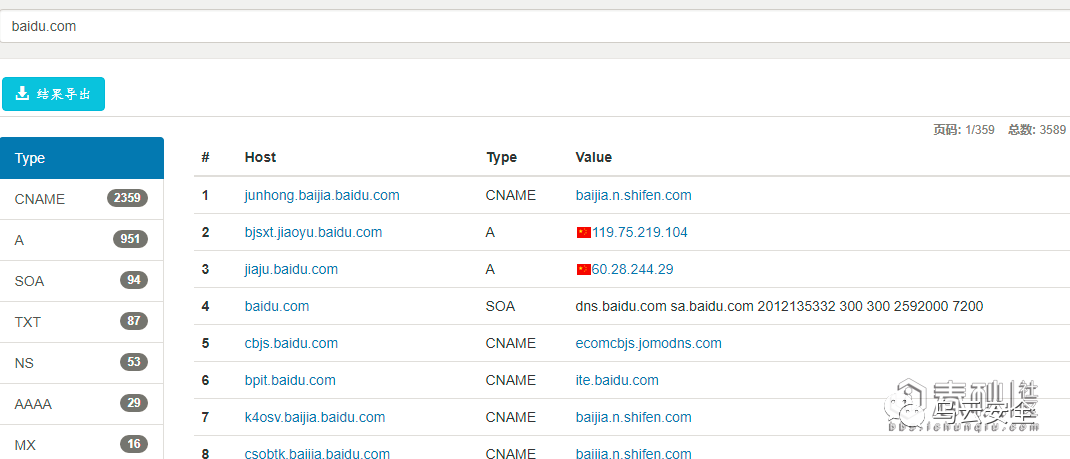 baidu.com
结果导出
页码: 1/359 总数: 3589
Type
CNAME 2359
A 951
SOA 94
TXT 87
NS 53
AAAA 29
MX 16
# Host Type Value
1 junhong.baijia.baidu.com CNAME baijia.n.shifen.com
2 bjsxt.jiaoyu.baidu.com A 119.75.219.104
3 jiaju.baidu.com A 60.28.244.29
4 baidu.com SOA dns.baidu.com sa.baidu.com 2012135332 300 300 2592000 7200
5 cbjs.baidu.com CNAME ecomcbjs.jomodns.com
6 bpit.baidu.com CNAME ite.baidu.com
7 k4osv.baijia.baidu.com CNAME baijia.n.shifen.com
8 csobtk.baijia.baidu.com CNAME baijia.n.shifen.com
乌云安全